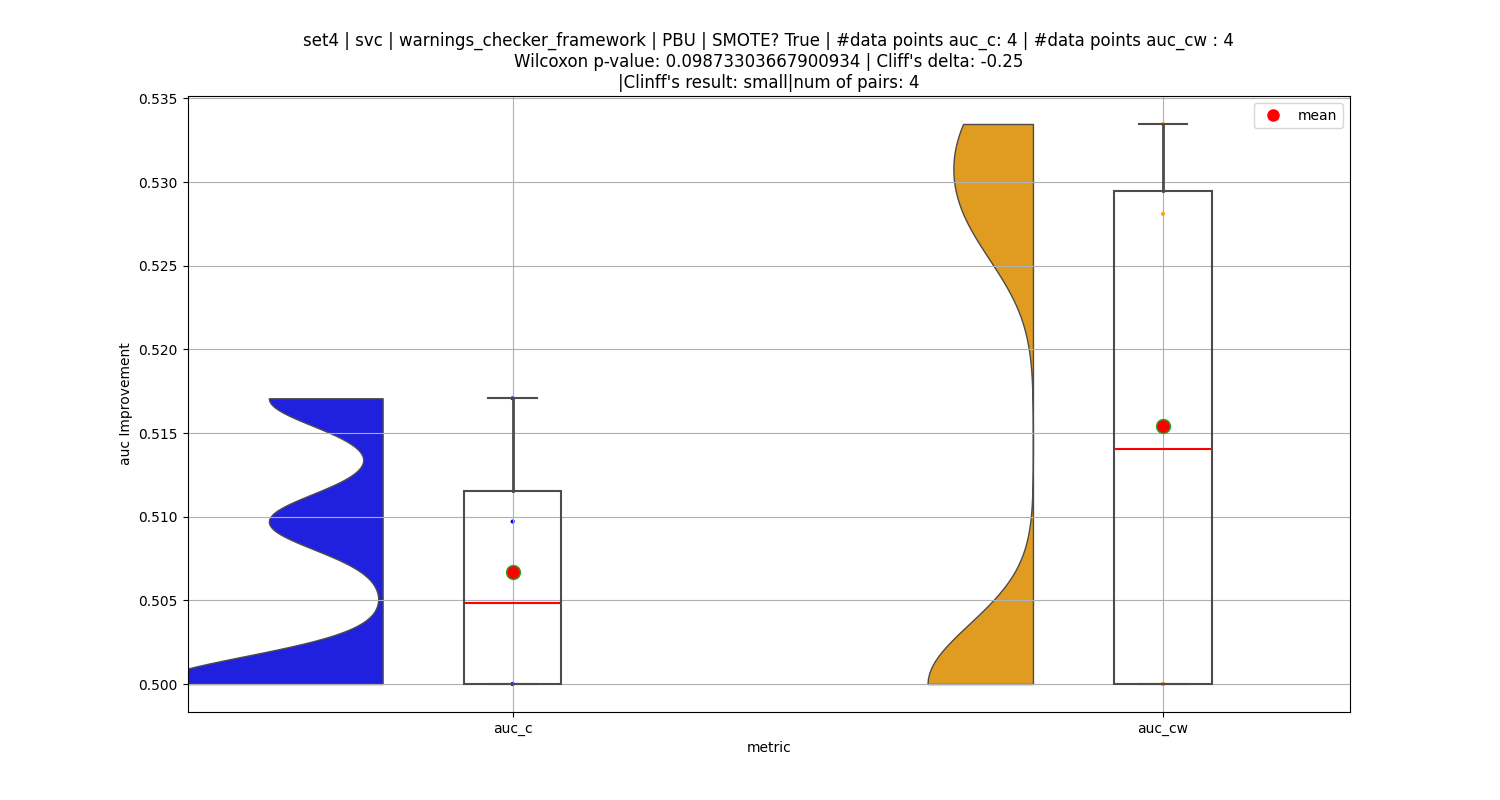 set4 | svc | warnings_checker_framework | PBU | SMOTE? True | #data points auc_c: 4 | #data points auc_cw : 4
Wilcoxon p-value: 0.09873303667900934 | Cliff's delta: -0.25
|Clinff's result: small|num of pairs: 4
mean
0.535
0.530
0.525
0.520
0.515
0.510
0.505
0.500
auc Improvement
auc_c
auc_cw
metric